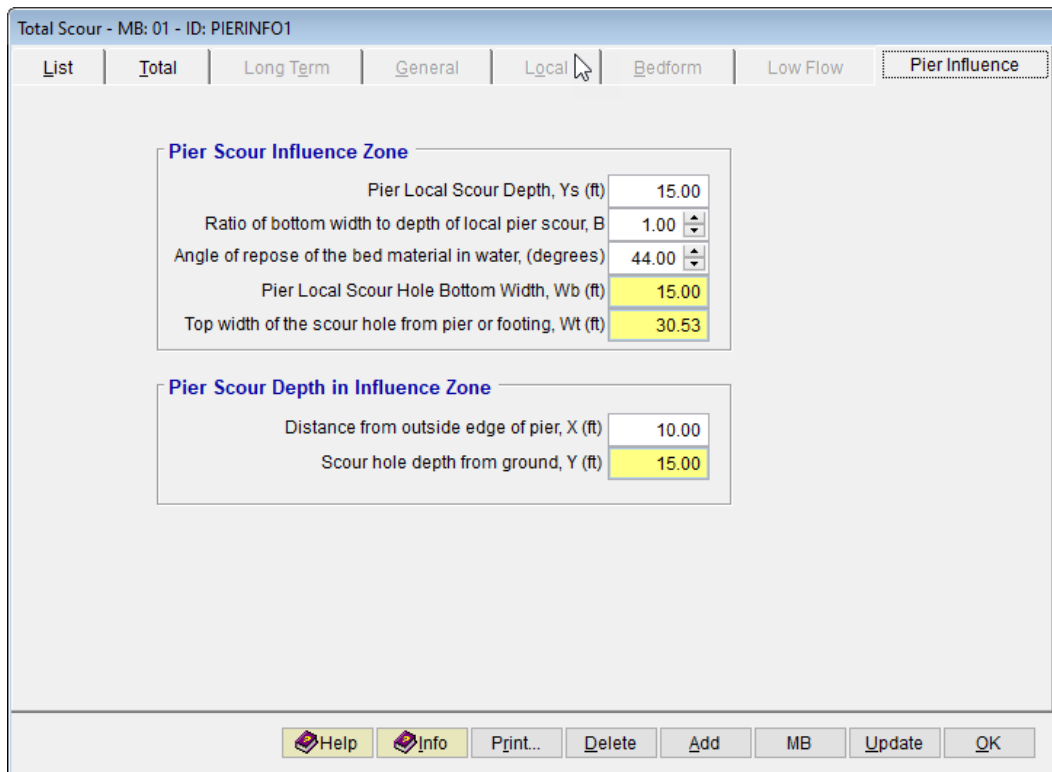 Total Scour - MB: 01 - ID: PIERINFO1
List Total Long Term General Local Bedform Low Flow Pier Influence
Pier Scour Influence Zone
Pier Local Scour Depth, Ys (ft) 15.00
Ratio of bottom width to depth of local pier scour, B 1.00
Angle of repose of the bed material in water, (degrees) 44.00
Pier Local Scour Hole Bottom Width, Wb (ft) 15.00
Top width of the scour hole from pier or footing, Wt (ft) 30.53
Pier Scour Depth in Influence Zone
Distance from outside edge of pier, X (ft) 10.00
Scour hole depth from ground, Y (ft) 15.00
Help Info Print... Delete Add MB Update OK